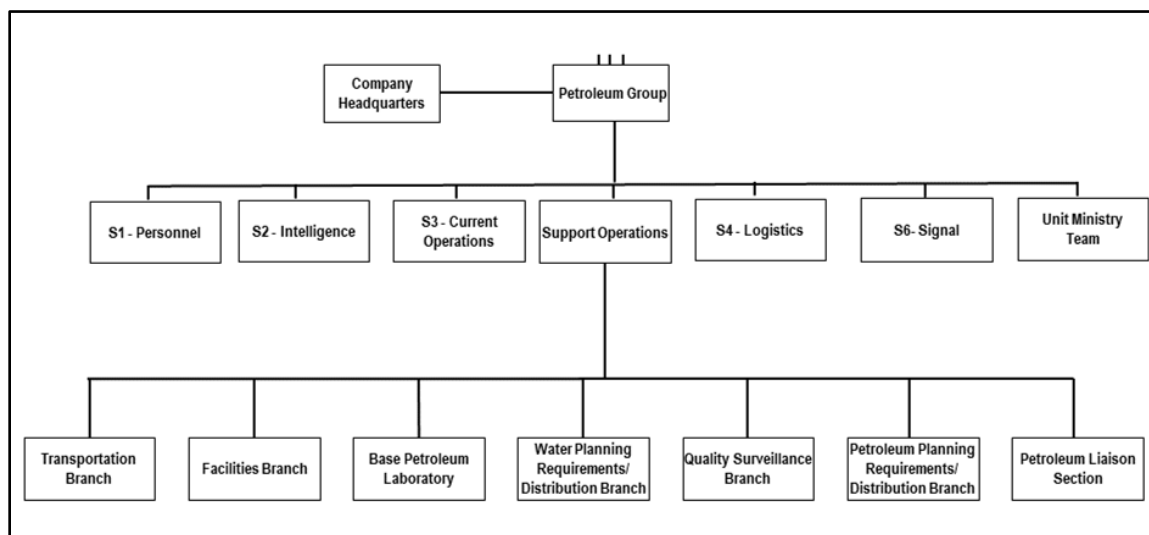 Company
Headquarters
Petroleum Group
S1 - Personnel
S2 - Intelligence
S3 - Current
Operations
Support Operations
S4 - Logistics
S6- Signal
Unit Ministry
Team
Transportation
Branch
Facilities Branch
Base Petroleum
Laboratory
Water Planning
Requirements/
Distribution Branch
Quality Surveillance
Branch
Petroleum Planning
Requirements/
Distribution Branch
Petroleum Liaison
Section